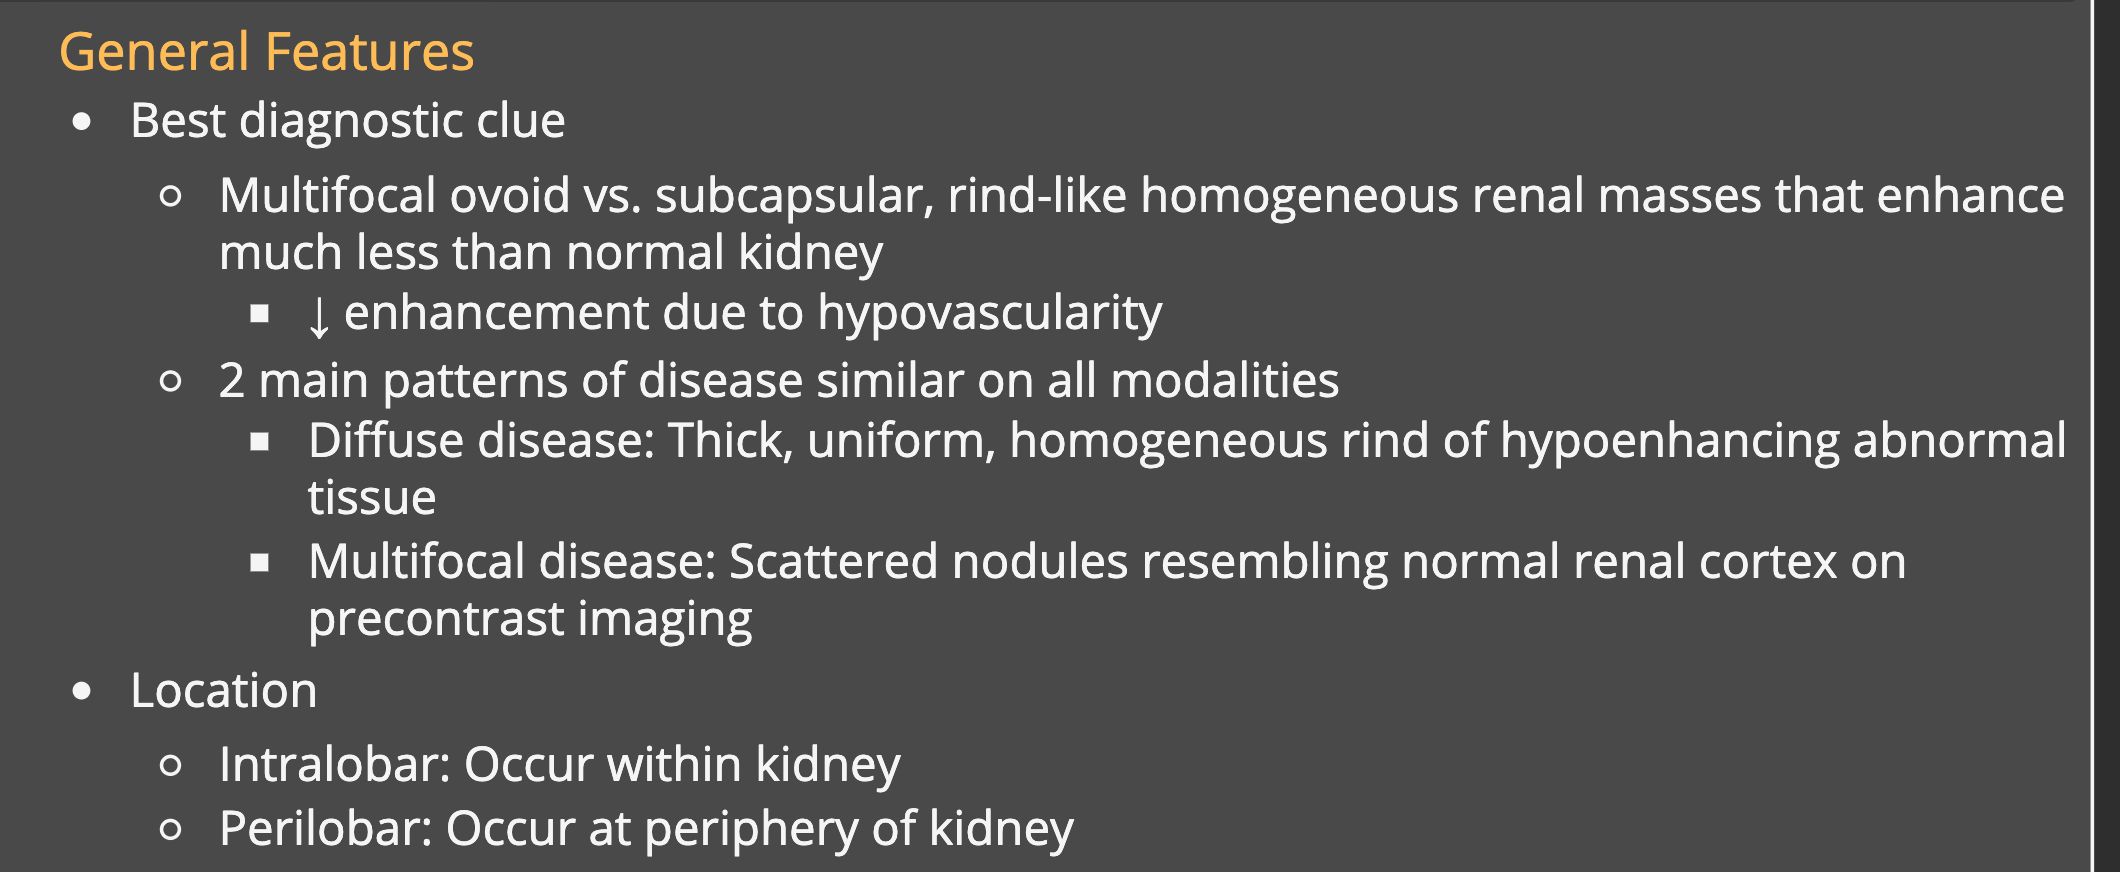 General Features
● Best diagnostic clue
○ Multifocal ovoid vs. subcapsular, rind-like homogeneous renal masses that enhance
much less than normal kidney
■ ↓ enhancement due to hypovascularity
○ 2 main patterns of disease similar on all modalities
■ Diffuse disease: Thick, uniform, homogeneous rind of hypoenhancing abnormal
tissue
■ Multifocal disease: Scattered nodules resembling normal renal cortex on
precontrast imaging
● Location
○ Intralobar: Occur within kidney
○ Perilobar: Occur at periphery of kidney